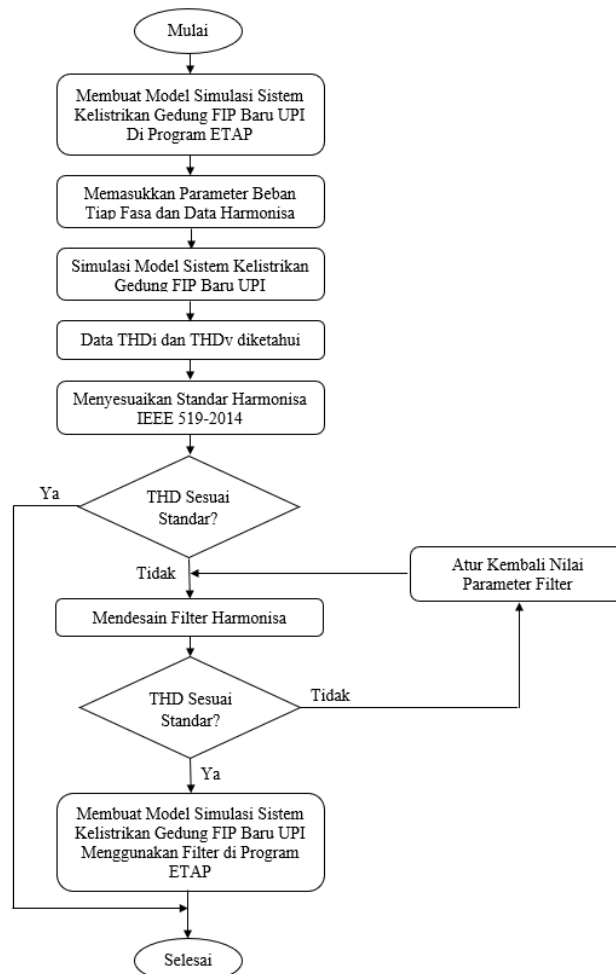 Mulai
Membuat Model Simulasi Sistem
Kelistrikan Gedung FIP Baru UPI
Di Program ETAP
Memasukkan Parameter Beban
Tiap Fasa dan Data Harmonisa
Simulasi Model Sistem Kelistrikan
Gedung FIP Baru UPI
Data THDi dan THDv diketahui
Menyesuaikan Standar Harmonisa
IEEE 519-2014
Ya
THD Sesuai
Standar?
Tidak
Atur Kembali Nilai
Parameter Filter
Mendesain Filter Harmonisa
THD Sesuai
Standar?
Tidak
Ya
Membuat Model Simulasi Sistem
Kelistrikan Gedung FIP Baru UPI
Menggunakan Filter di Program
ETAP
Selesai